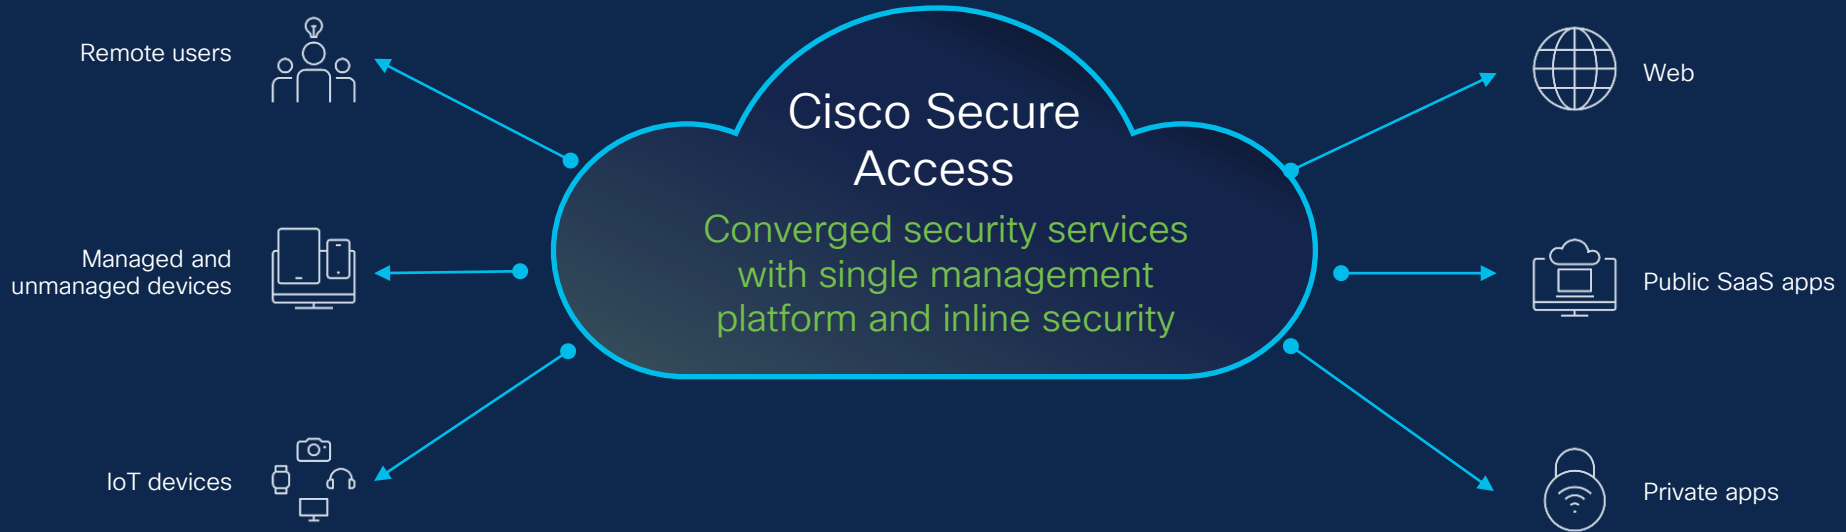 Remote users
Managed and
unmanaged devices
IoT devices
Cisco Secure
Access
Converged security services
with single management
platform and inline security
Web
Public SaaS apps
Private apps